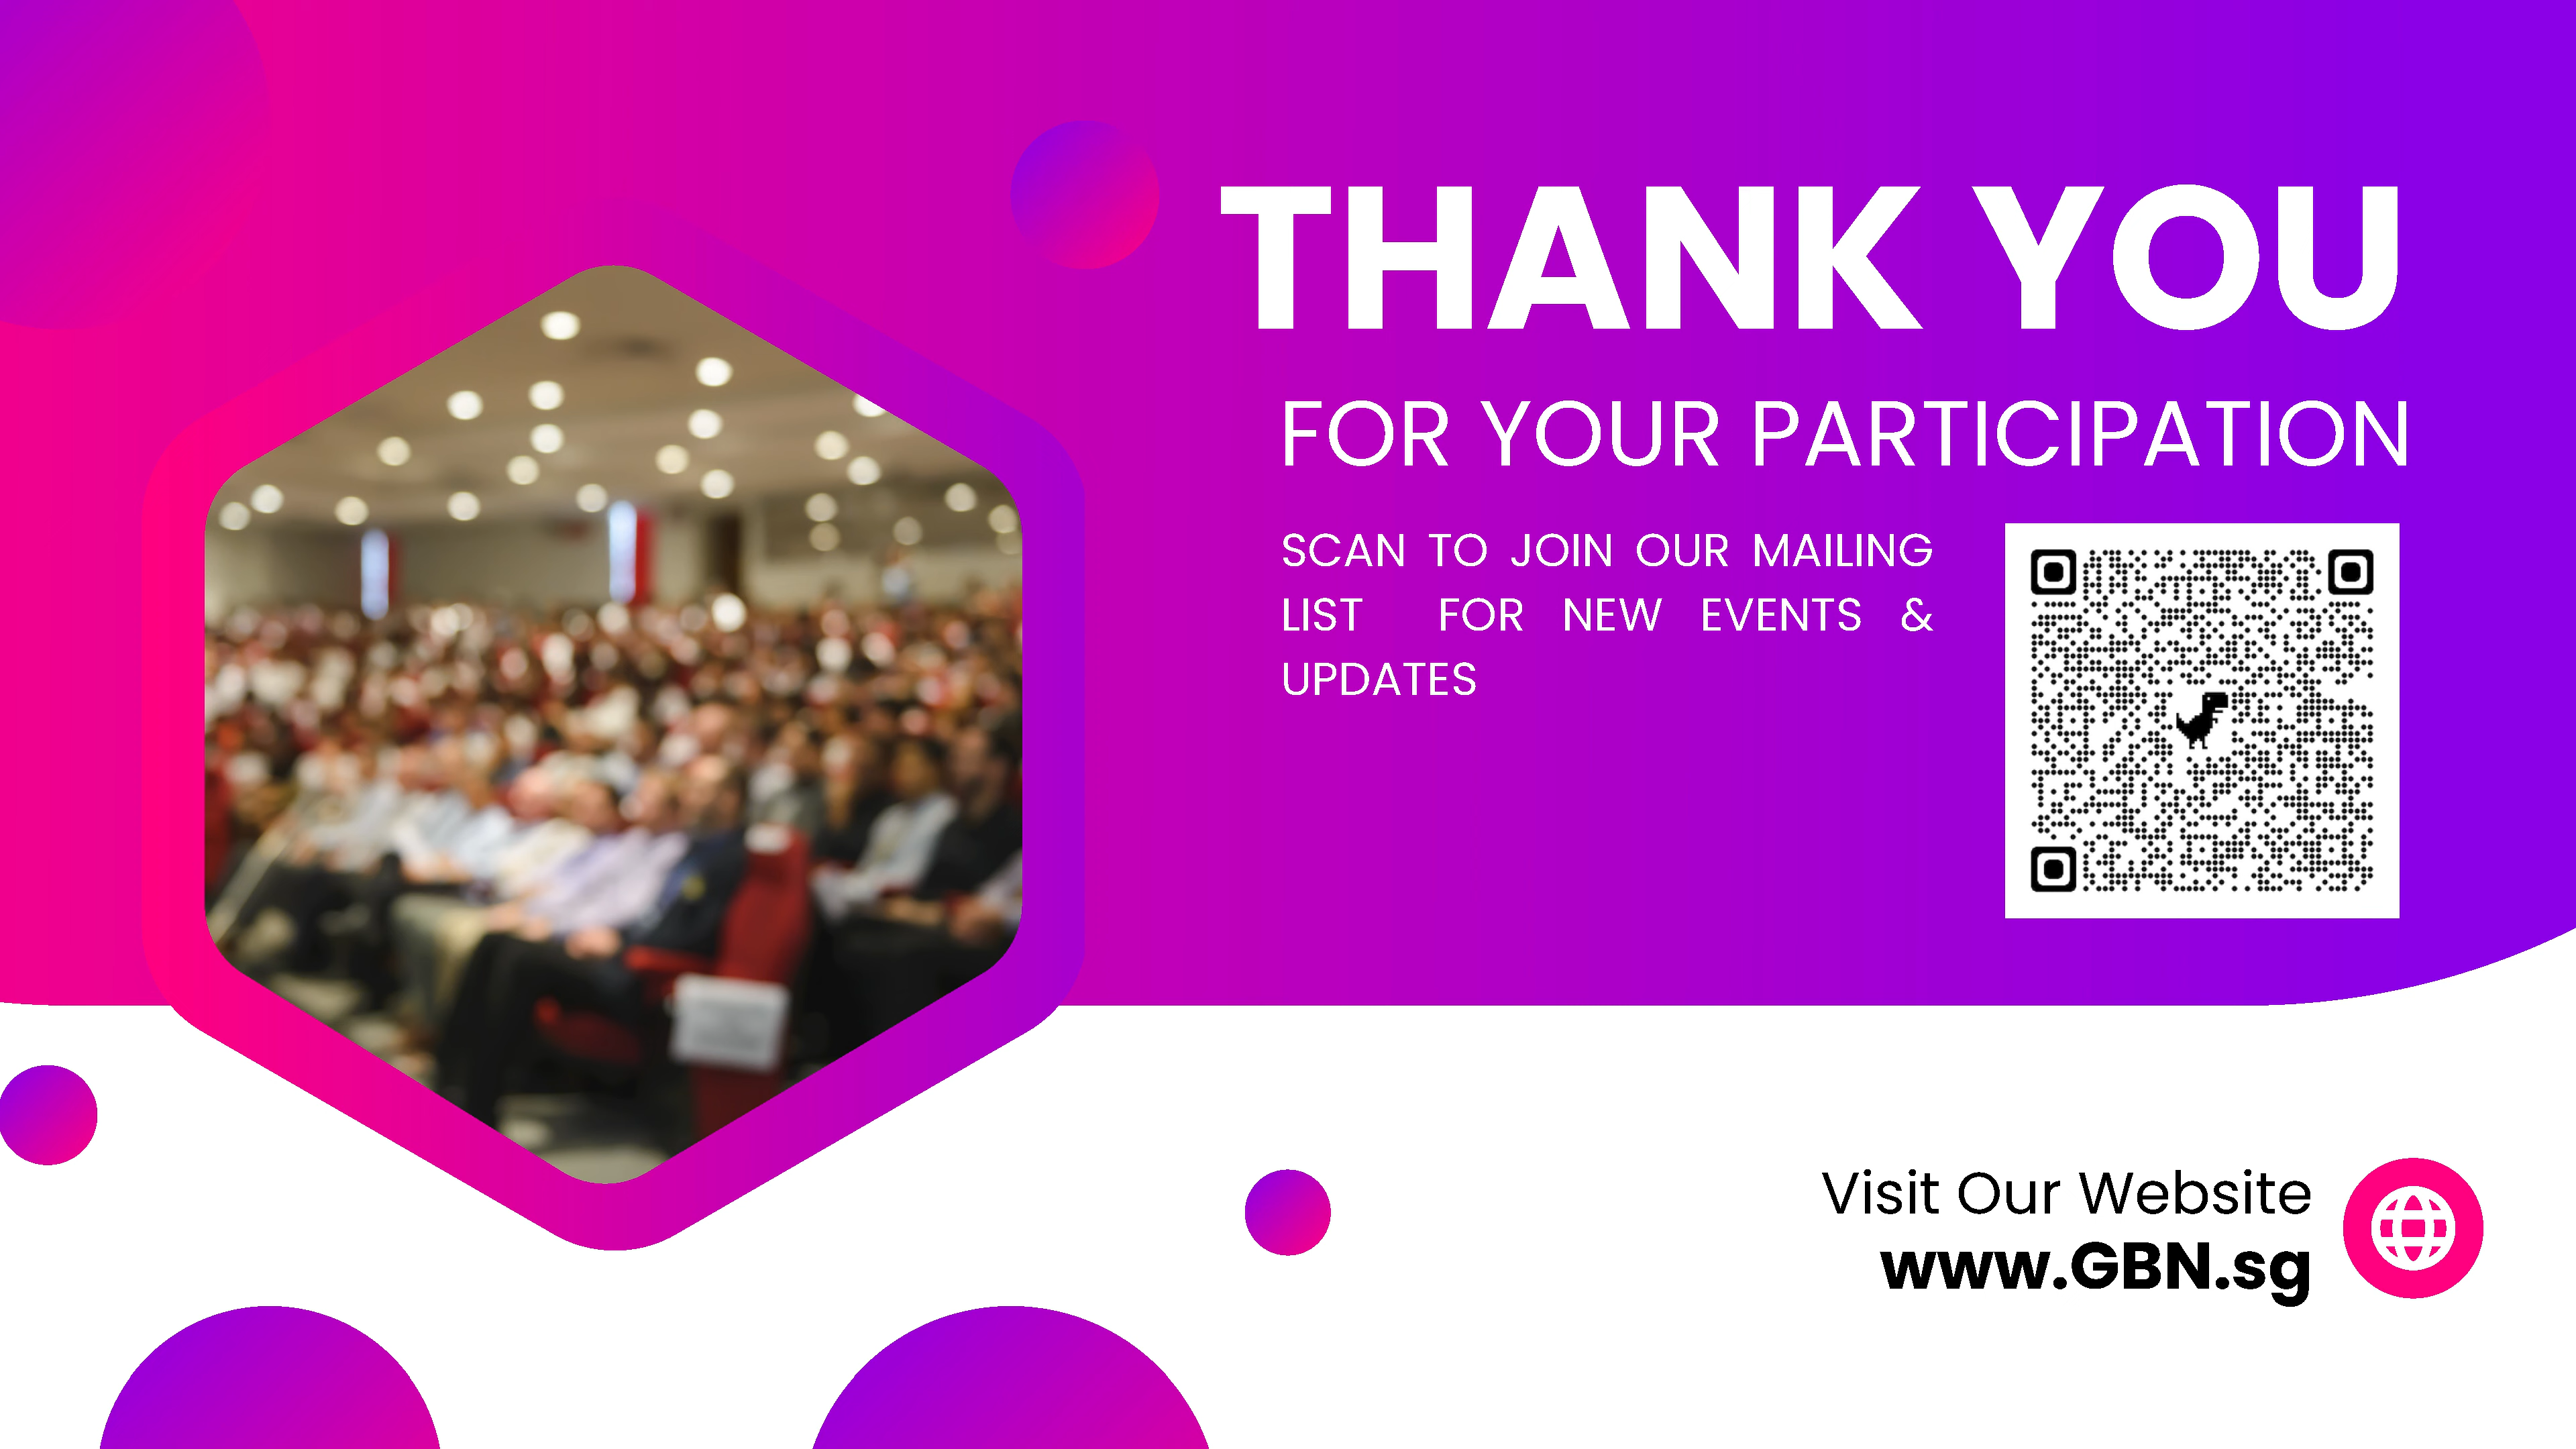 THANK YOU
FOR YOUR PARTICIPATION
SCAN TO JOIN OUR MAILING
LIST FOR NEW EVENTS &
UPDATES
Visit Our Website
www.GBN.sg